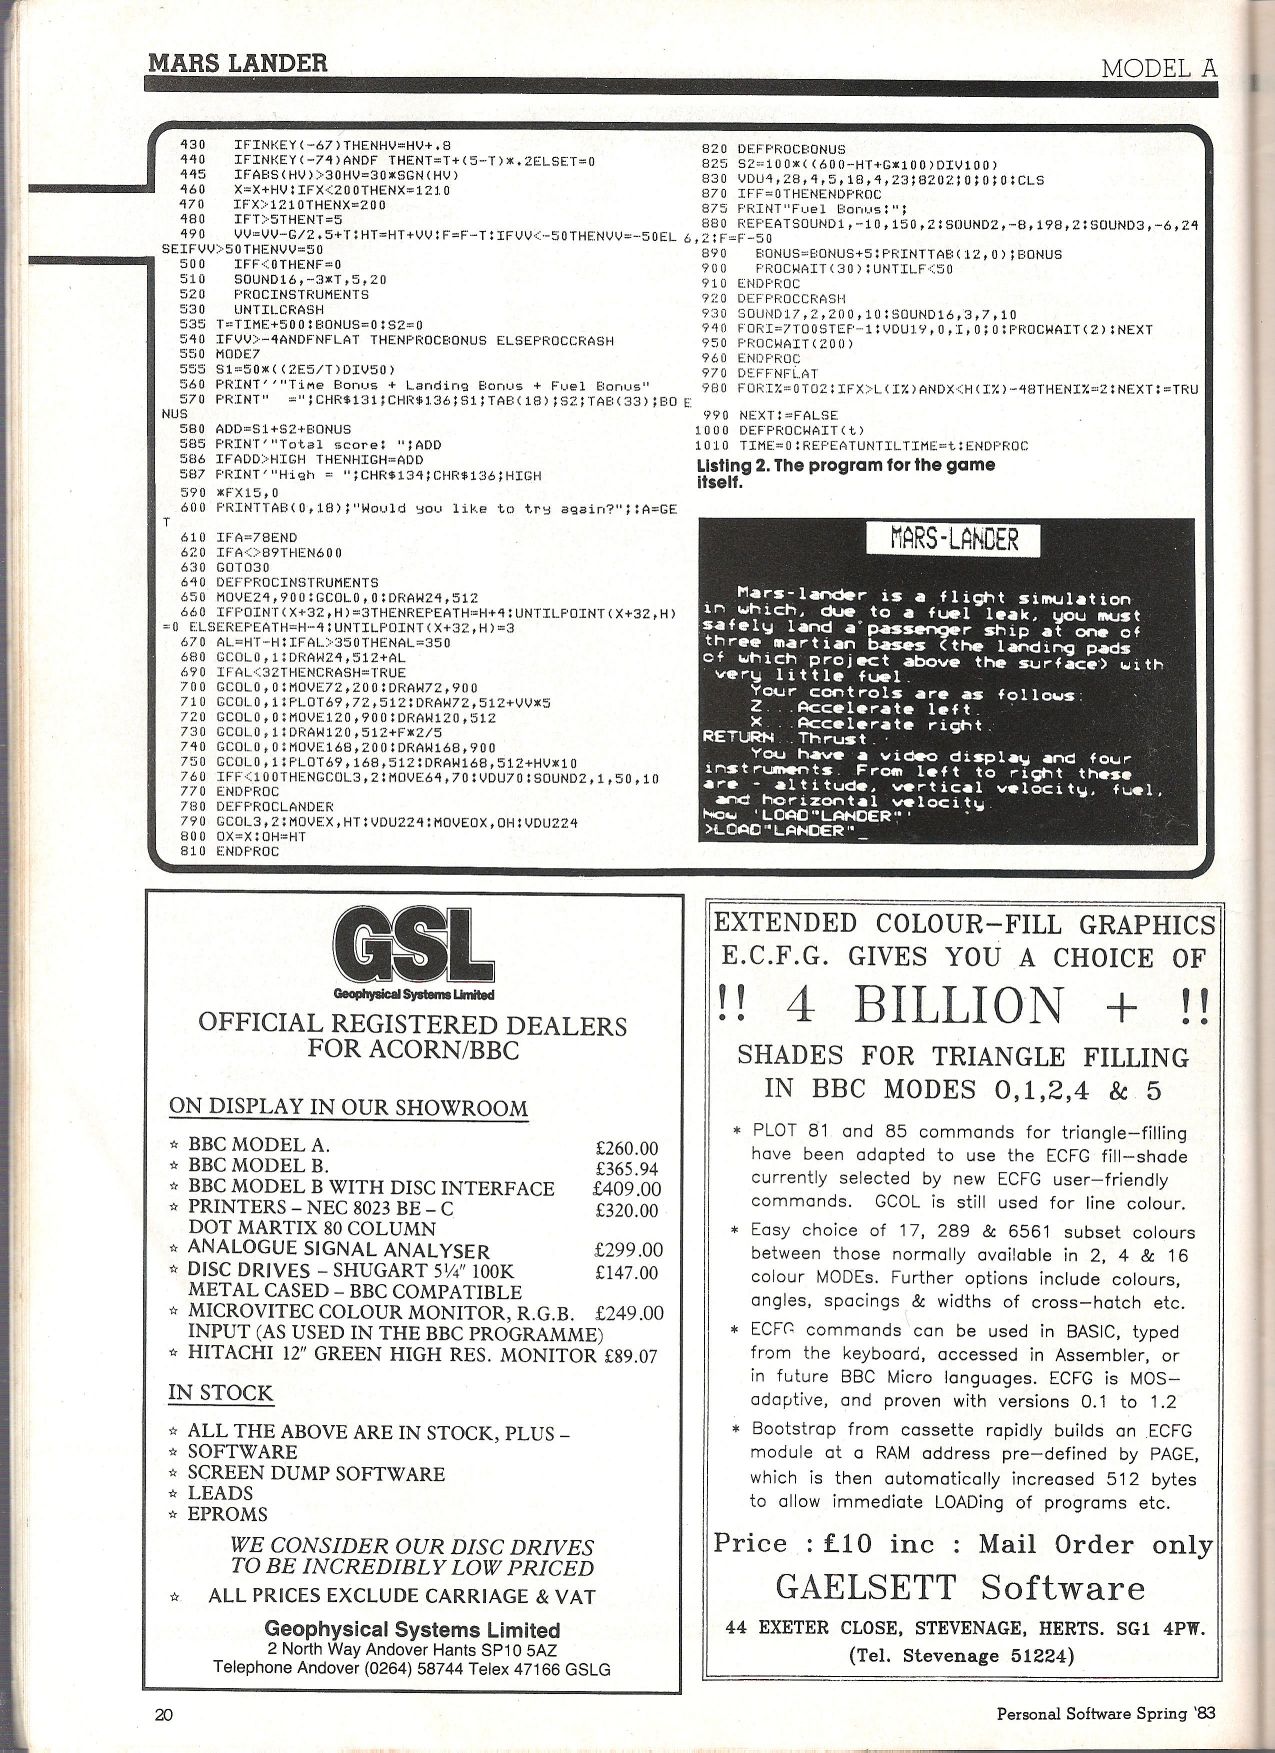 MARS LANDER
MODEL A
430 IFINKEY(-67)THENHV=HV+.8
440 IFINKEY(-74)ANDF THENT=T+(5-T)*.2ELSET=0
445 IFABS(HV)>30HV=30*SGN(HV)
460 X=X+HV:IFX<200THENX=1210
470 IFX>1210THENX=200
480 IFT>5THENT=5
490 VV=VV-G/2.5+T:HT=HT+VV:F=F-T:IFVV<-50THENVV=-50EL
SEIFVV>50THENVV=50
500 IFF<0THENF=0
510 SOUND16,-3*T,5,20
520 PROCINSTRUMENTS
530 UNTILCRASH
535 T=TIME+500:BONUS=0:S2=0
540 IFVV>-4ANDFNFLAT THENPROCBONUS ELSEPROCCRASH
550 MODE7
555 S1=50*((2E5/T)DIV50)
560 PRINT''"Time Bonus + Landing Bonus + Fuel Bonus"
570 PRINT" =";CHR$131;CHR$136;S1;TAB(18);S2;TAB(33);BO
NUS
580 ADD=S1+S2+BONUS
585 PRINT'"Total score: ";ADD
586 IFADD>HIGH THENHIGH=ADD
587 PRINT'"High = ";CHR$134;CHR$136;HIGH
590 *FX15,0
600 PRINTTAB(0,18);"Would you like to try again?";:A=GE
T
610 IFA=78END
620 IFA<>89THEN600
630 GOTO30
640 DEFPROCINSTRUMENTS
650 MOVE24,900:GCOL0,0:DRAW24,512
660 IFPOINT(X+32,H)=3THENREPEATH=H+4:UNTILPOINT(X+32,H)
=0 ELSEREPEATH=H-4:UNTILPOINT(X+32,H)=3
670 AL=HT-H:IFAL>350THENAL=350
680 GCOL0,1:DRAW24,512+AL
690 IFAL<32THENCRASH=TRUE
700 GCOL0,0:MOVE72,200:DRAW72,900
710 GCOL0,1:PLOT69,72,512:DRAW72,512+VV*5
720 GCOL0,0:MOVE120,900:DRAW120,512
730 GCOL0,1:DRAW120,512+F*2/5
740 GCOL0,0:MOVE168,200:DRAW168,900
750 GCOL0,1:PLOT69,168,512:DRAW168,512+HV*10
760 IFF<100THENGCOL3,2:MOVE64,70:VDU70:SOUND2,1,50,10
770 ENDPROC
780 DEFPROCLANDER
790 GCOL3,2:MOVEX,HT:VDU224:MOVEOX,OH:VDU224
800 OX=X:OH=HT
810 ENDPROC
820 DEFPROCBONUS
825 S2=100*((600-HT+G*100)DIV100)
830 VDU4,28,4,5,18,4,23;8202;0;0;0:CLS
870 IFF=0THENENDPROC
875 PRINT"Fuel Bonus:";
880 REPEATSOUND1,-10,150,2:SOUND2,-8,198,2:SOUND3,-6,24
6,2:F=F-50
890 BONUS=BONUS+5:PRINTTAB(12,0);BONUS
900 PROCWAIT(30):UNTILF<50
910 ENDPROC
920 DEFPROCCRASH
930 SOUND17,2,200,10:SOUND16,3,7,10
940 FORI=7TO0STEP-1:VDU19,0,I,0;0:PROCWAIT(2):NEXT
950 PROCWAIT(200)
960 ENDPROC
970 DEFFNFLAT
980 FORI%=0TO2:IFX>L(I%)ANDX<H(I%)-48THENI%=2:NEXT:=TRU
E
990 NEXT:=FALSE
1000 DEFPROCWAIT(t)
1010 TIME=0:REPEATUNTILTIME=t:ENDPROC
Listing 2. The program for the game
itself.
MARS-LANDER
Mars-lander is a flight simulation
in which, due to a fuel leak, you must
safely land a passenger ship at one of
three martian bases (the landing pads
of which project above the surface) with
very little fuel.
Your controls are as follows:
Z...Accelerate left.
X...Accelerate right.
RETURN...Thrust.
You have a video display and four
instruments. From left to right these
are - altitude, vertical velocity, fuel,
and horizontal velocity.
Now 'LOAD"LANDER"'
>LOAD"LANDER"_
GSL
Geophysical Systems Limited
OFFICIAL REGISTERED DEALERS
FOR ACORN/BBC
ON DISPLAY IN OUR SHOWROOM
☆ BBC MODEL A. £260.00
☆ BBC MODEL B. £365.94
☆ BBC MODEL B WITH DISC INTERFACE £409.00
☆ PRINTERS – NEC 8023 BE – C £320.00
DOT MARTIX 80 COLUMN
☆ ANALOGUE SIGNAL ANALYSER £299.00
☆ DISC DRIVES – SHUGART 5¼" 100K £147.00
METAL CASED – BBC COMPATIBLE
☆ MICROVITEC COLOUR MONITOR, R.G.B. £249.00
INPUT (AS USED IN THE BBC PROGRAMME)
☆ HITACHI 12" GREEN HIGH RES. MONITOR £89.07
IN STOCK
☆ ALL THE ABOVE ARE IN STOCK, PLUS –
☆ SOFTWARE
☆ SCREEN DUMP SOFTWARE
☆ LEADS
☆ EPROMS
WE CONSIDER OUR DISC DRIVES
TO BE INCREDIBLY LOW PRICED
☆ ALL PRICES EXCLUDE CARRIAGE & VAT
Geophysical Systems Limited
2 North Way Andover Hants SP10 5AZ
Telephone Andover (0264) 58744 Telex 47166 GSLG
EXTENDED COLOUR–FILL GRAPHICS
E.C.F.G. GIVES YOU A CHOICE OF
!! 4 BILLION + !!
SHADES FOR TRIANGLE FILLING
IN BBC MODES 0,1,2,4 & 5
* PLOT 81 and 85 commands for triangle–filling
have been adapted to use the ECFG fill–shade
currently selected by new ECFG user–friendly
commands. GCOL is still used for line colour.
* Easy choice of 17, 289 & 6561 subset colours
between those normally available in 2, 4 & 16
colour MODEs. Further options include colours,
angles, spacings & widths of cross–hatch etc.
* ECFG commands can be used in BASIC, typed
from the keyboard, accessed in Assembler, or
in future BBC Micro languages. ECFG is MOS–
adaptive, and proven with versions 0.1 to 1.2
* Bootstrap from cassette rapidly builds an ECFG
module at a RAM address pre–defined by PAGE,
which is then automatically increased 512 bytes
to allow immediate LOADing of programs etc.
Price : £10 inc : Mail Order only
GAELSETT Software
44 EXETER CLOSE, STEVENAGE, HERTS. SG1 4PW.
(Tel. Stevenage 51224)
20
Personal Software Spring '83